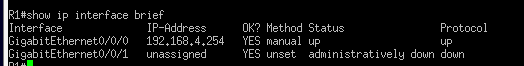 R1#show ip interface brief
Interface IP-Address OK? Method Status Protocol
GigabitEthernet0/0/0 192.168.4.254 YES manual up up
GigabitEthernet0/0/1 unassigned YES unset administratively down down
R1#